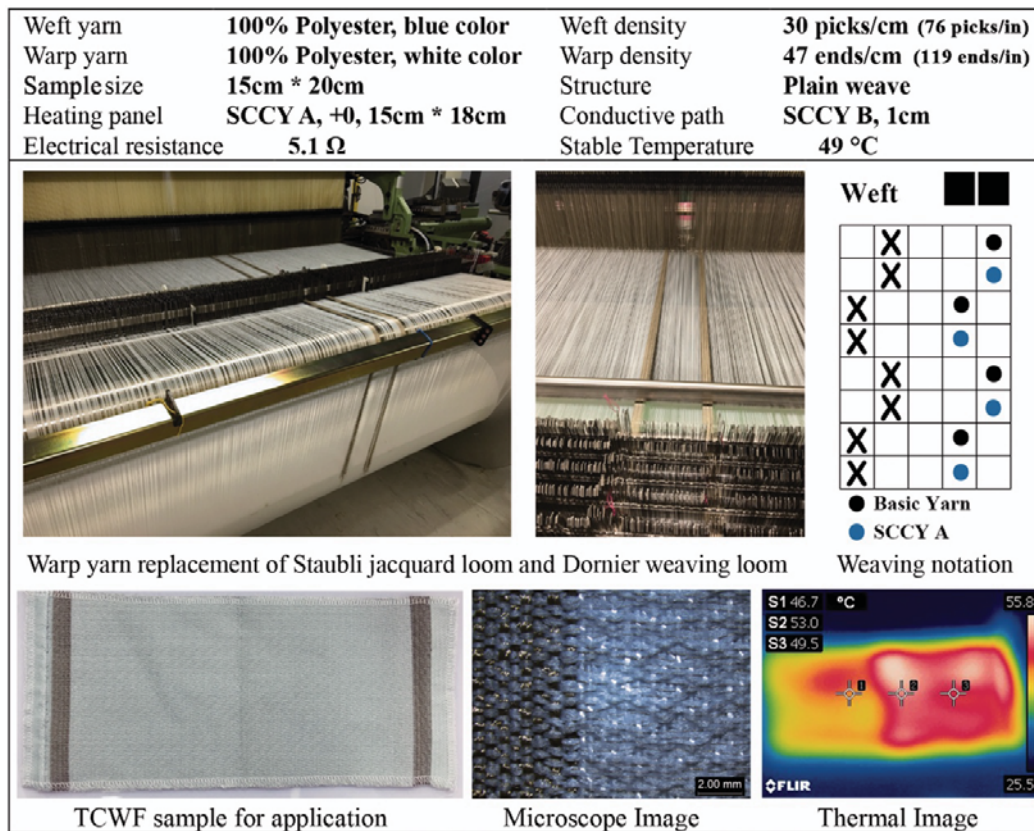 Weft yarn 100% Polyester, blue color Weft density 30 picks/cm (76 picks/in)
Warp yarn 100% Polyester, white color Warp density 47 ends/cm (119 ends/in)
Sample size 15cm * 20cm Structure Plain weave
Heating panel SCCY A, +0, 15cm * 18cm Conductive path SCCY B, 1cm
Electrical resistance 5.1 Ω Stable Temperature 49 °C
Weft
X
X
X
X
X
X
X
X
Basic Yarn
SCCY A
Warp yarn replacement of Staubli jacquard loom and Dornier weaving loom Weaving notation
2.00 mm
S1 46.7 °C 55.8
S2 53.0
S3 49.5
1 2 3
FLIR 25.5
TCWF sample for application Microscope Image Thermal Image